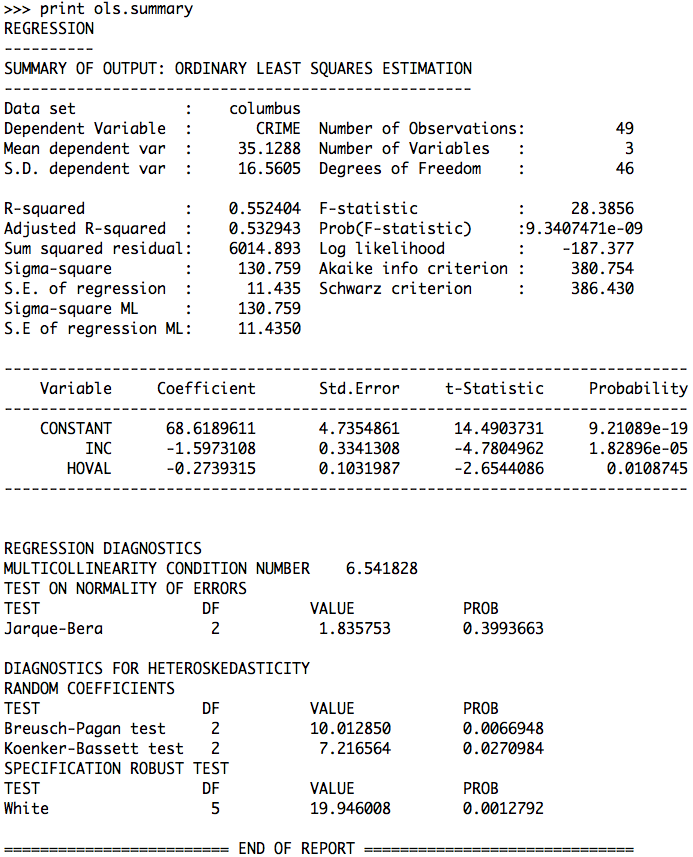 >>> print ols.summary
REGRESSION
----------
SUMMARY OF OUTPUT: ORDINARY LEAST SQUARES ESTIMATION
----------------------------------------------------
Data set            :    columbus
Dependent Variable  :       CRIME  Number of Observations:          49
Mean dependent var  :     35.1288  Number of Variables   :           3
S.D. dependent var  :     16.5605  Degrees of Freedom    :          46
R-squared           :    0.552404  F-statistic           :     28.3856
Adjusted R-squared  :    0.532943  Prob(F-statistic)     :9.3407471e-09
Sum squared residual:    6014.893  Log likelihood        :    -187.377
Sigma-square        :     130.759  Akaike info criterion :     380.754
S.E. of regression  :      11.435  Schwarz criterion     :     386.430
Sigma-square ML     :     130.759
S.E of regression ML:     11.4350
----------------------------------------------------------------------------
    Variable     Coefficient       Std.Error     t-Statistic     Probability
----------------------------------------------------------------------------
    CONSTANT      68.6189611       4.7354861      14.4903731     9.21089e-19
         INC      -1.5973108       0.3341308      -4.7804962     1.82896e-05
       HOVAL      -0.2739315       0.1031987      -2.6544086       0.0108745
----------------------------------------------------------------------------
REGRESSION DIAGNOSTICS
MULTICOLLINEARITY CONDITION NUMBER    6.541828
TEST ON NORMALITY OF ERRORS
TEST                  DF          VALUE            PROB
Jarque-Bera            2           1.835753        0.3993663
DIAGNOSTICS FOR HETEROSKEDASTICITY
RANDOM COEFFICIENTS
TEST                  DF          VALUE            PROB
Breusch-Pagan test     2          10.012850        0.0066948
Koenker-Bassett test   2           7.216564        0.0270984
SPECIFICATION ROBUST TEST
TEST                  DF          VALUE            PROB
White                  5          19.946008        0.0012792
========================= END OF REPORT ==============================